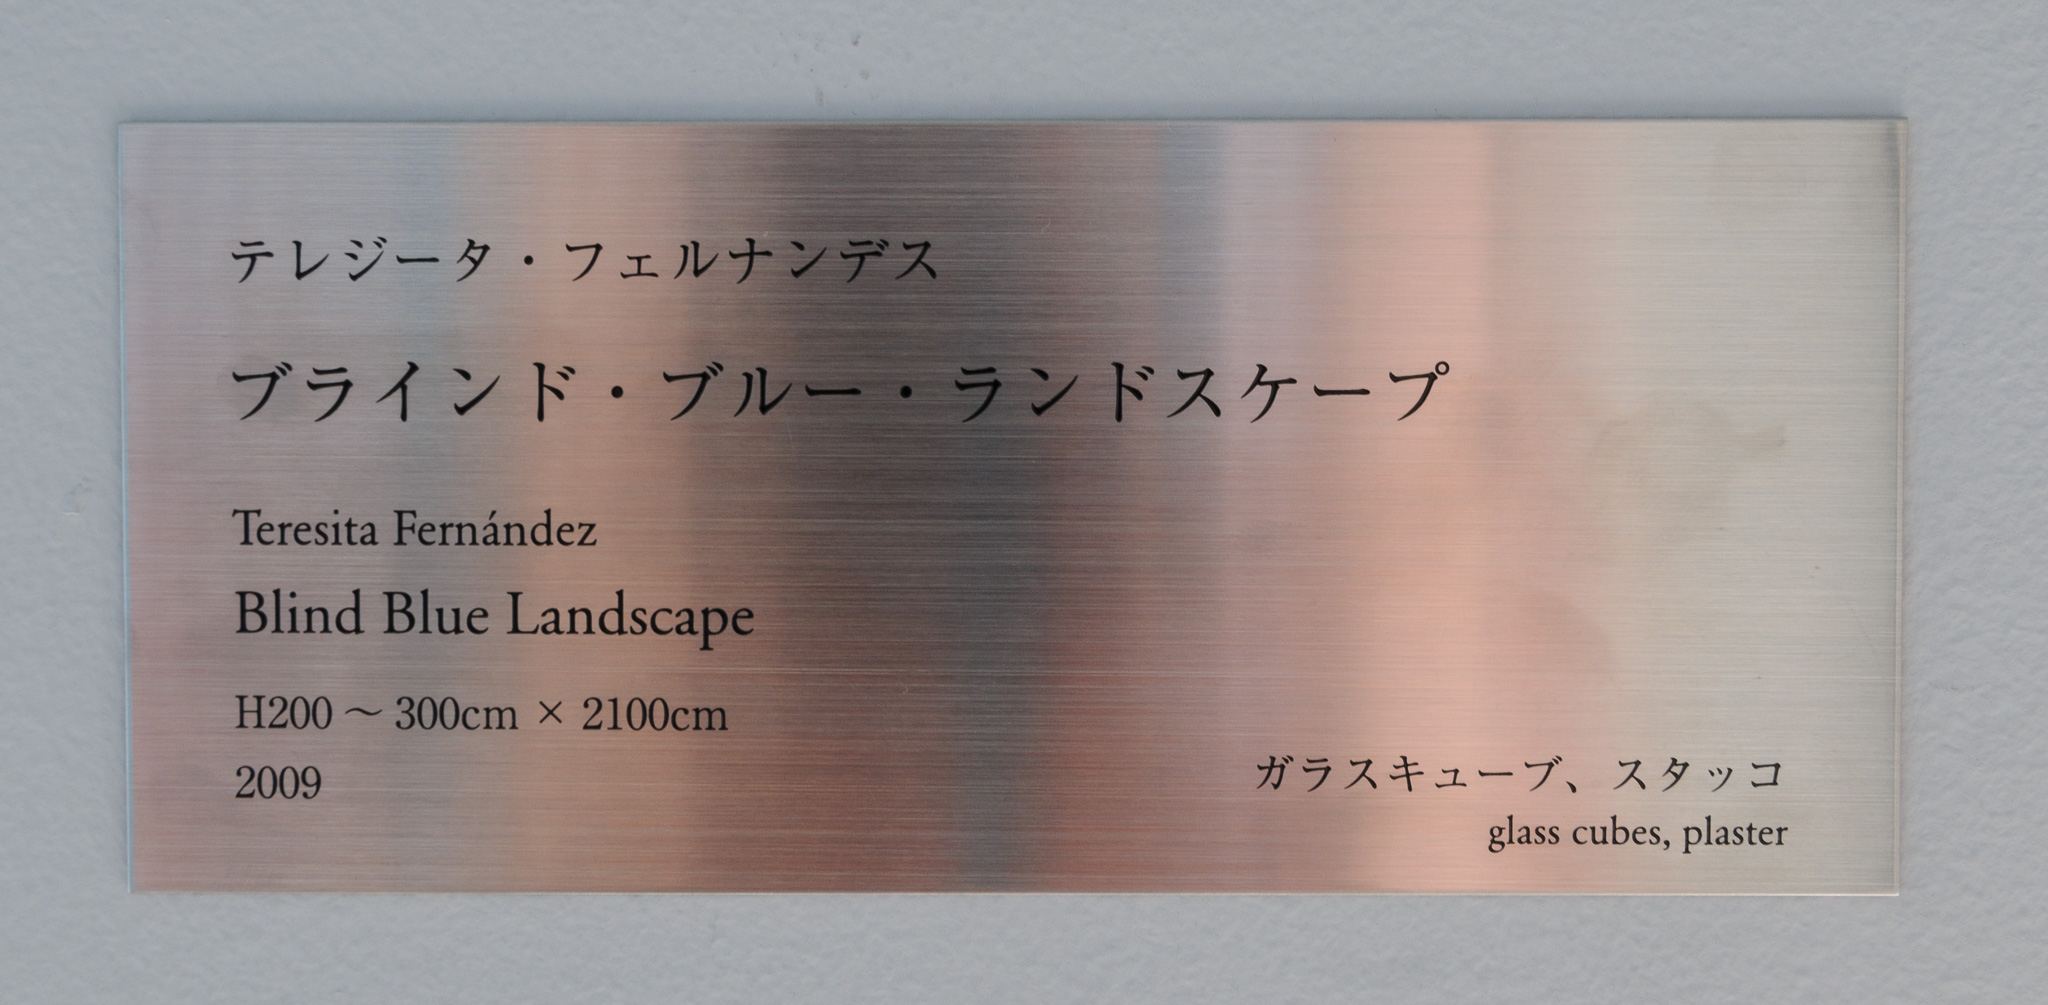 テレジータ・フェルナンデス
ブラインド・ブルー・ランドスケープ
Teresita Fernández
Blind Blue Landscape
H200 〜 300cm × 2100cm
2009
ガラスキューブ、スタッコ
glass cubes, plaster